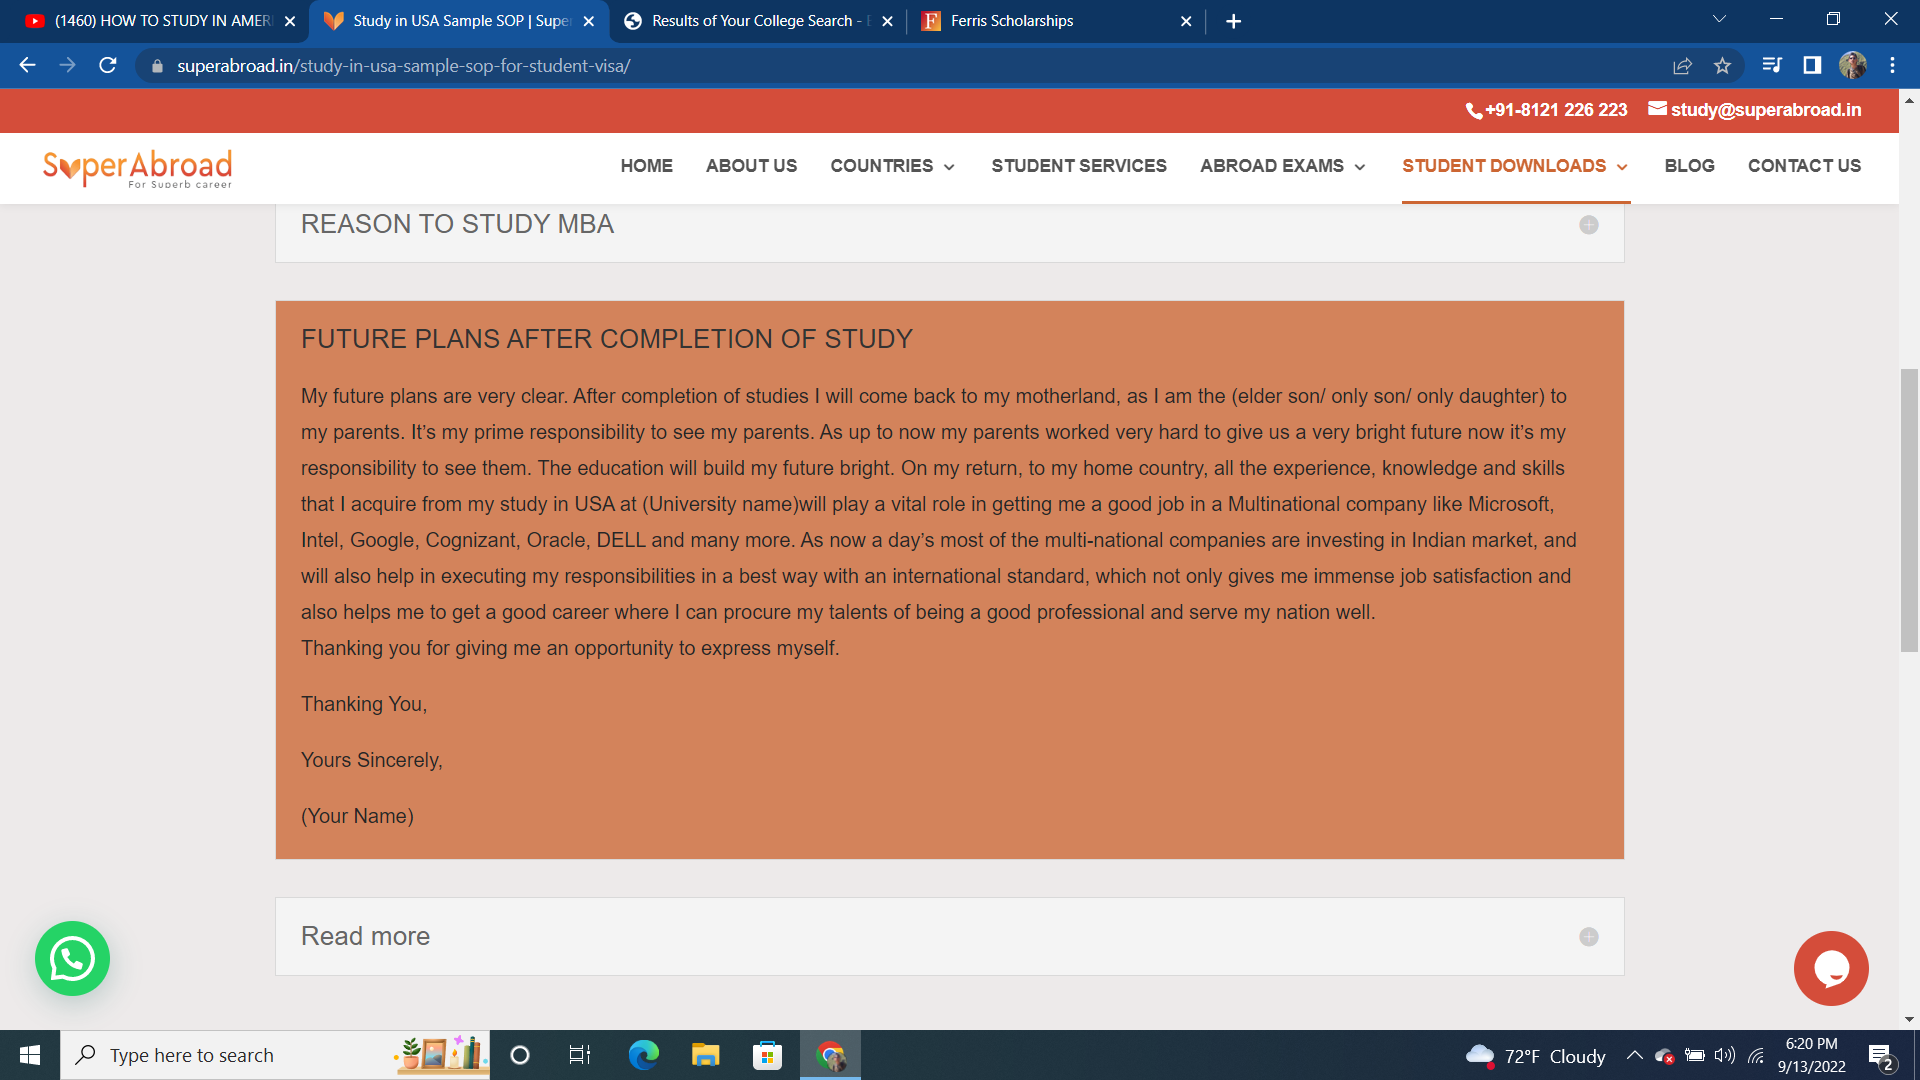 (1460) HOW TO STUDY IN AMERI
Study in USA Sample SOP | Super
Results of Your College Search - E
Ferris Scholarships
superabroad.in/study-in-usa-sample-sop-for-student-visa/
+91-8121 226 223
study@superabroad.in
SuperAbroad
For Superb career
HOME
ABOUT US
COUNTRIES
STUDENT SERVICES
ABROAD EXAMS
STUDENT DOWNLOADS
BLOG
CONTACT US
REASON TO STUDY MBA
FUTURE PLANS AFTER COMPLETION OF STUDY
My future plans are very clear. After completion of studies I will come back to my motherland, as I am the (elder son/ only son/ only daughter) to
my parents. It’s my prime responsibility to see my parents. As up to now my parents worked very hard to give us a very bright future now it’s my
responsibility to see them. The education will build my future bright. On my return, to my home country, all the experience, knowledge and skills
that I acquire from my study in USA at (University name)will play a vital role in getting me a good job in a Multinational company like Microsoft,
Intel, Google, Cognizant, Oracle, DELL and many more. As now a day’s most of the multi-national companies are investing in Indian market, and
will also help in executing my responsibilities in a best way with an international standard, which not only gives me immense job satisfaction and
also helps me to get a good career where I can procure my talents of being a good professional and serve my nation well.
Thanking you for giving me an opportunity to express myself.
Thanking You,
Yours Sincerely,
(Your Name)
Read more
Type here to search
72°F Cloudy
6:20 PM
9/13/2022
2